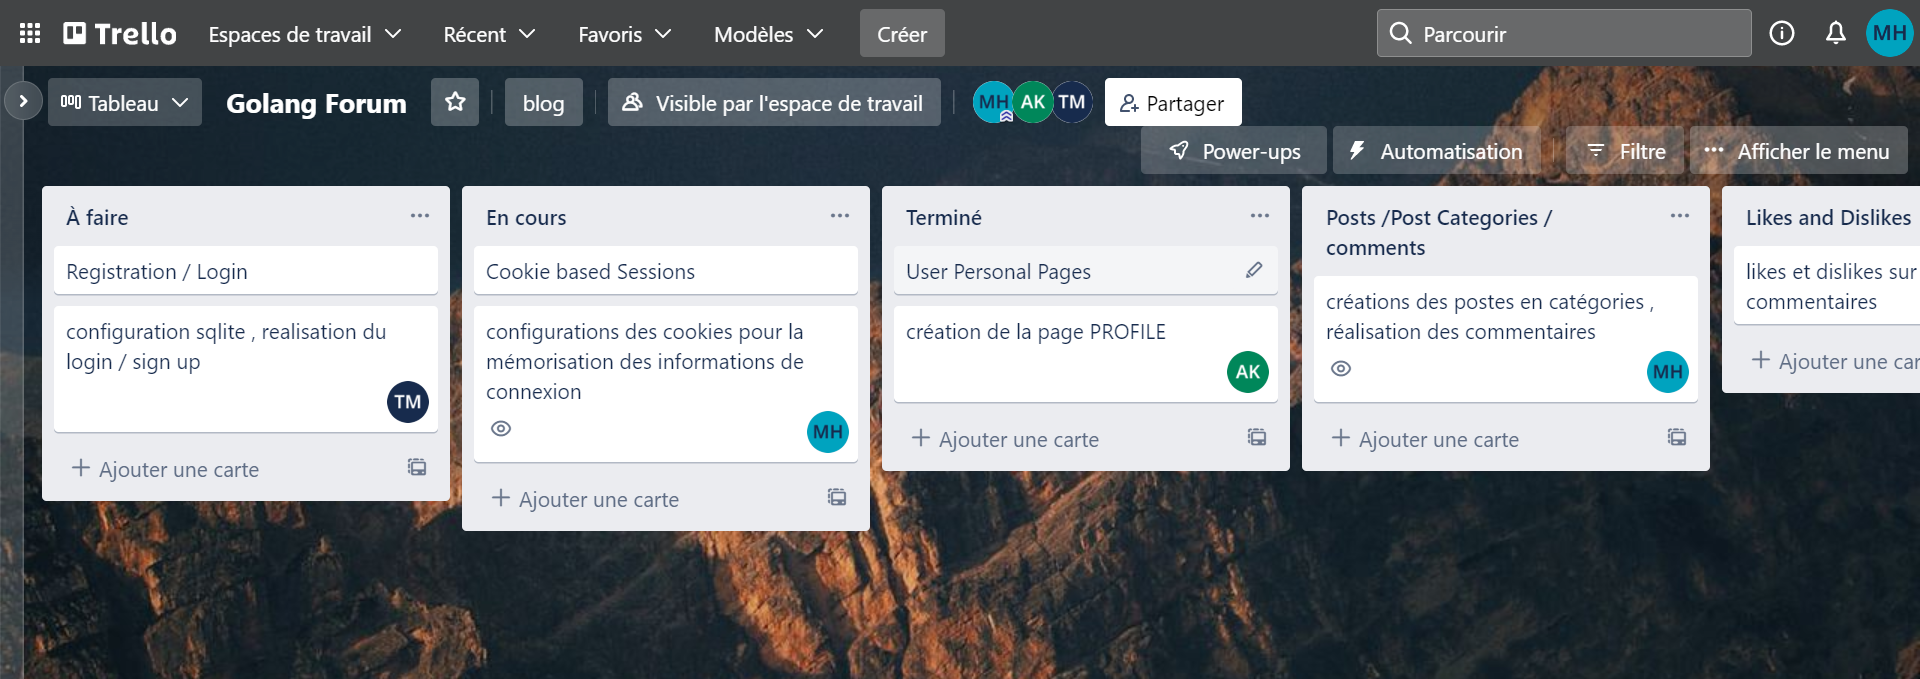 Trello
Espaces de travail
Récent
Favoris
Modèles
Créer
Parcourir
MH
Tableau
Golang Forum
blog
Visible par l'espace de travail
MH
AK
TM
Partager
Power-ups
Automatisation
Filtre
Afficher le menu
À faire
Registration / Login
configuration sqlite , realisation du
login / sign up
TM
Ajouter une carte
En cours
Cookie based Sessions
configurations des cookies pour la
mémorisation des informations de
connexion
MH
Ajouter une carte
Terminé
User Personal Pages
création de la page PROFILE
AK
Ajouter une carte
Posts /Post Categories /
comments
créations des postes en catégories ,
réalisation des commentaires
MH
Ajouter une carte
Likes and Dislikes
likes et dislikes sur
commentaires
Ajouter une